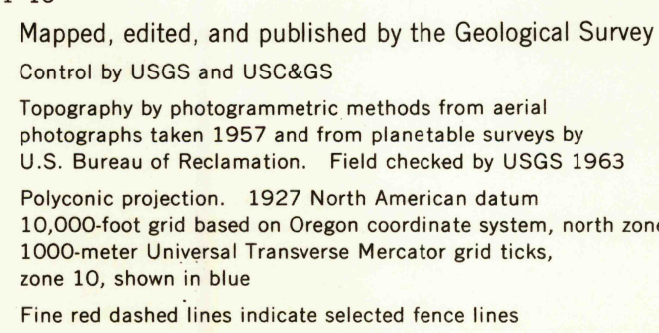 Mapped, edited, and published by the Geological Survey
Control by USGS and USC&GS
Topography by photogrammetric methods from aerial
photographs taken 1957 and from planetable surveys by
U.S. Bureau of Reclamation. Field checked by USGS 1963
Polyconic projection. 1927 North American datum
10,000-foot grid based on Oregon coordinate system, north zone
1000-meter Universal Transverse Mercator grid ticks,
zone 10, shown in blue
Fine red dashed lines indicate selected fence lines